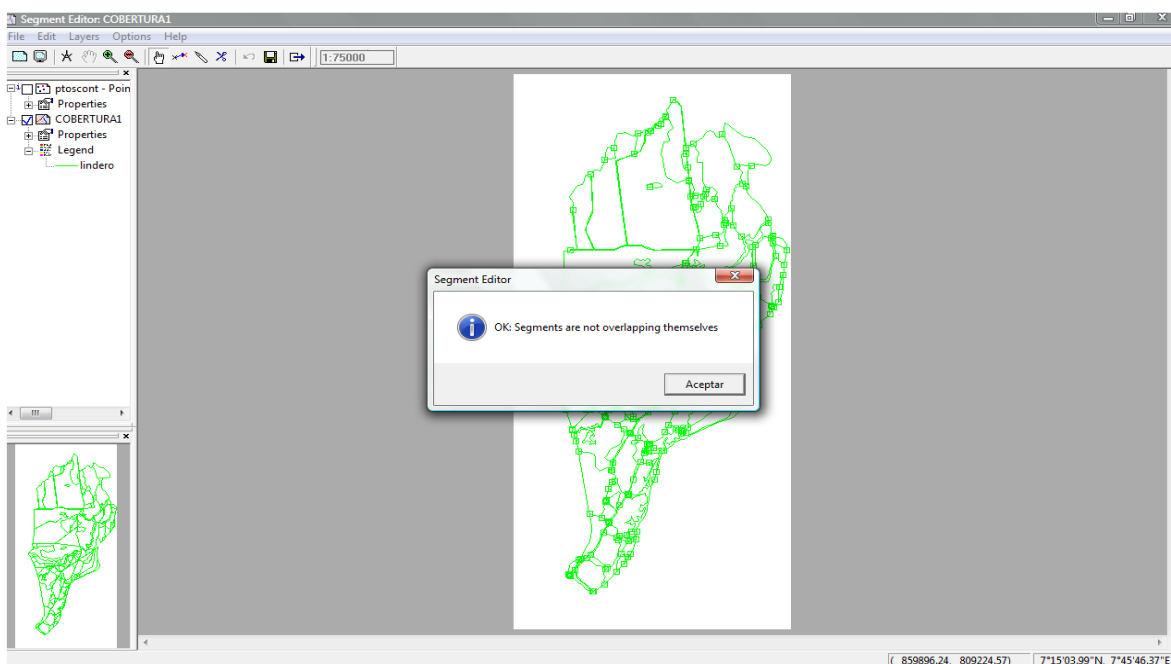 Segment Editor: COBERTURA1
File Edit Layers Options Help
1:75000
ptoscont - Poin
Properties
COBERTURA1
Properties
Legend
lindero
Segment Editor
OK: Segments are not overlapping themselves
Aceptar
( 859896.24, 809224.57) 7°15'03.99"N, 7°45'46.37"E